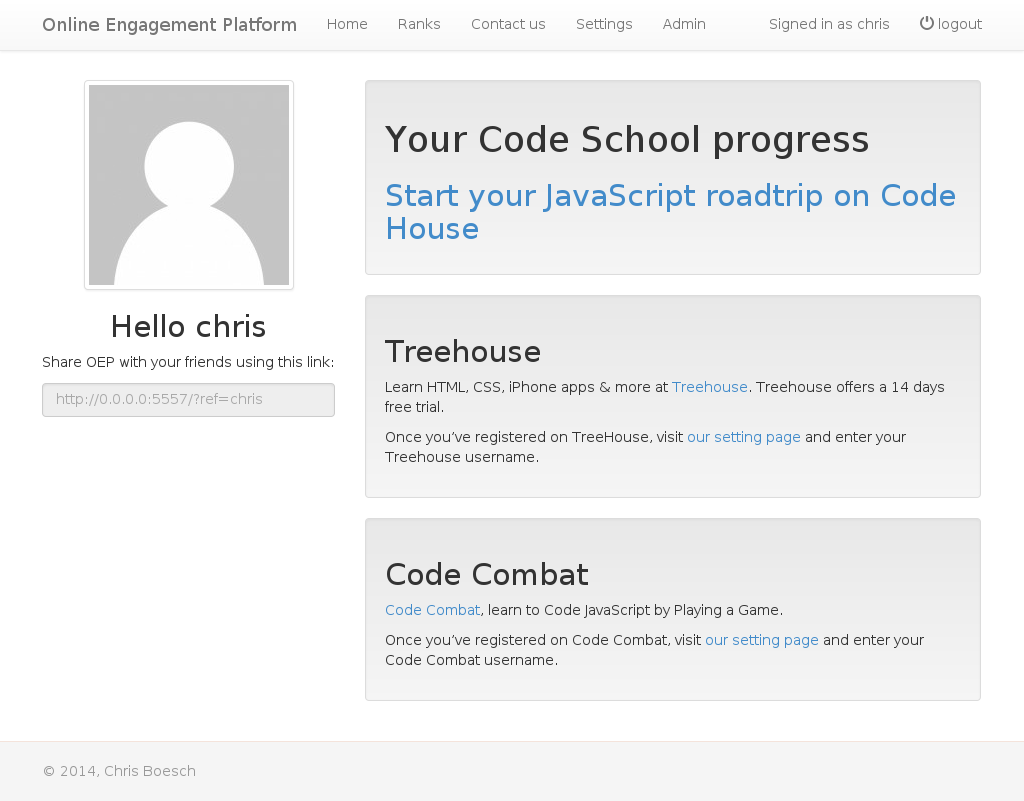 Online Engagement Platform Home Ranks Contact us Settings Admin Signed in as chris logout
Hello chris
Share OEP with your friends using this link:
http://0.0.0.0:5557/?ref=chris
Your Code School progress
Start your JavaScript roadtrip on Code
House
Treehouse
Learn HTML, CSS, iPhone apps & more at Treehouse. Treehouse offers a 14 days
free trial.
Once you've registered on TreeHouse, visit our setting page and enter your
Treehouse username.
Code Combat
Code Combat, learn to Code JavaScript by Playing a Game.
Once you've registered on Code Combat, visit our setting page and enter your
Code Combat username.
© 2014, Chris Boesch